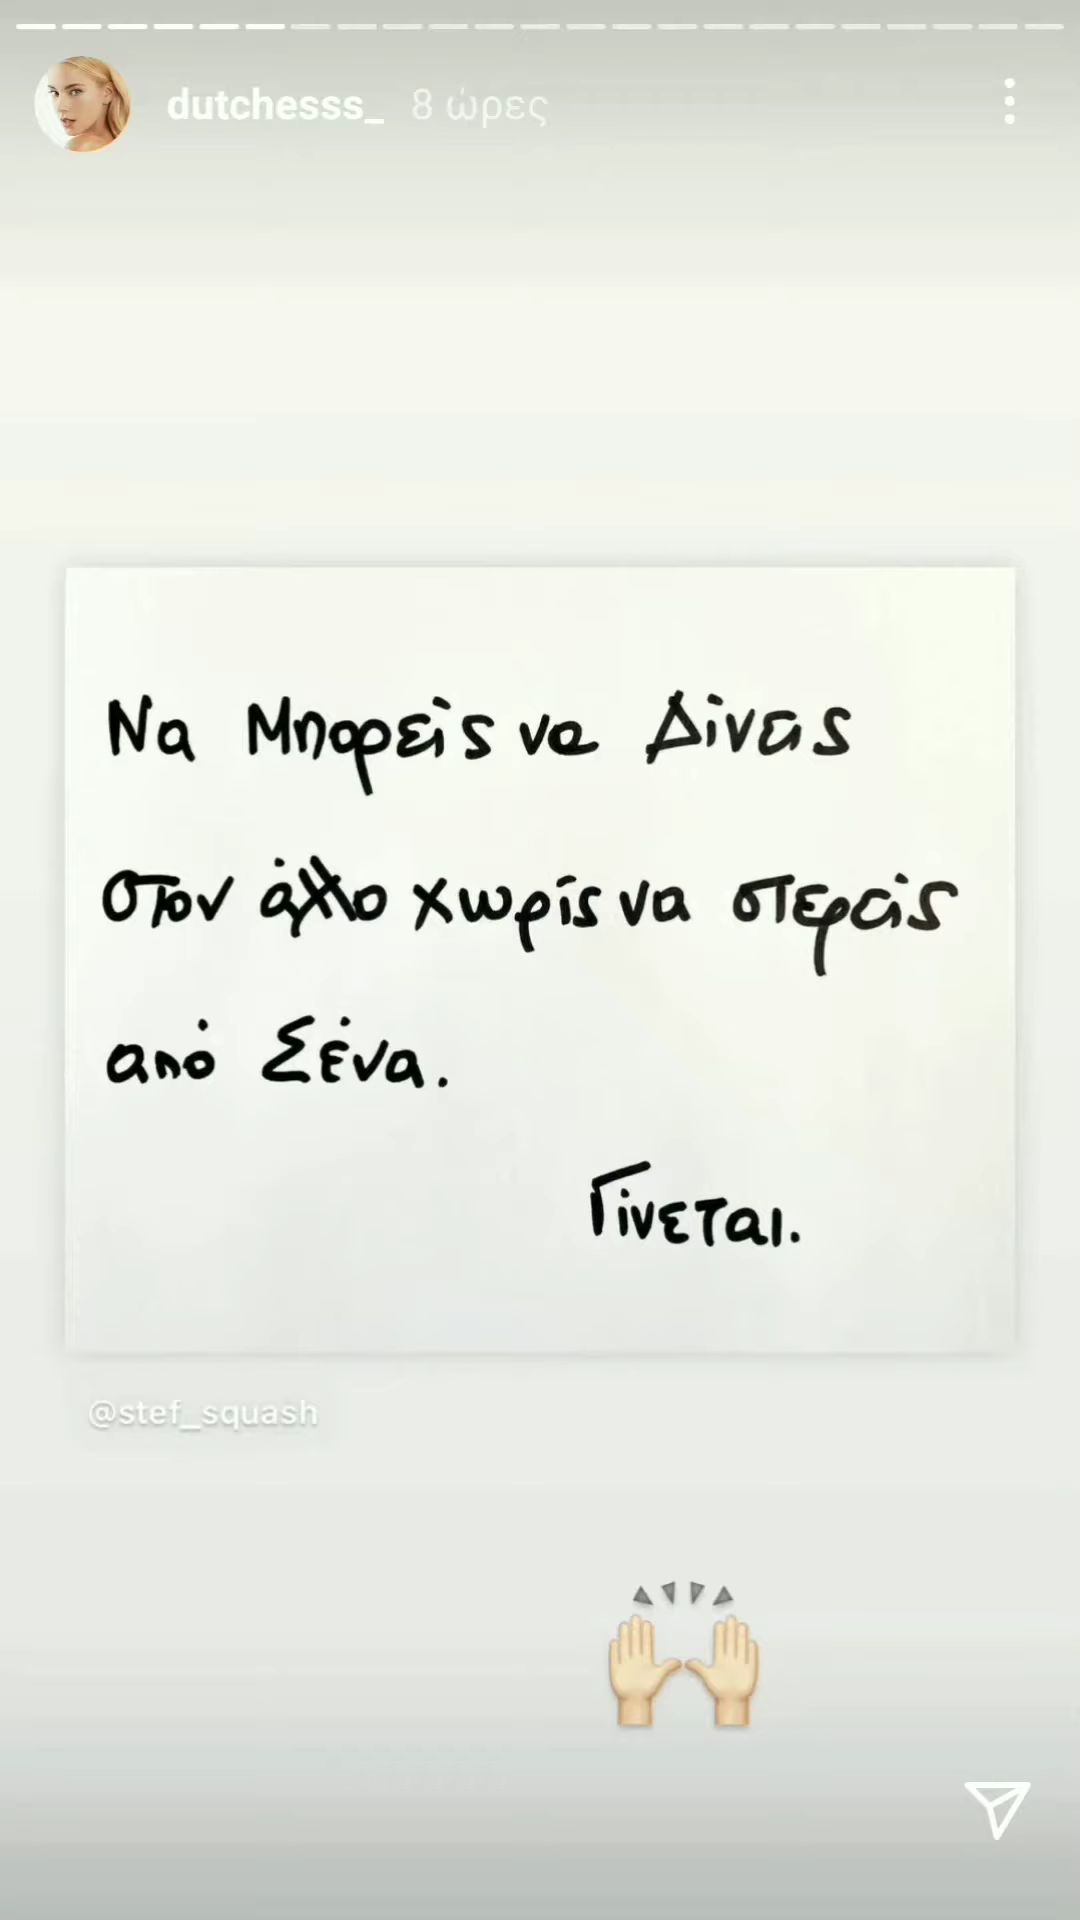 dutchesss_ 8 ώρες
Να Μπορείς να Δίνεις
στον άλλο χωρίς να στερείς
από Σένα.
Γίνεται.
@stef_squash